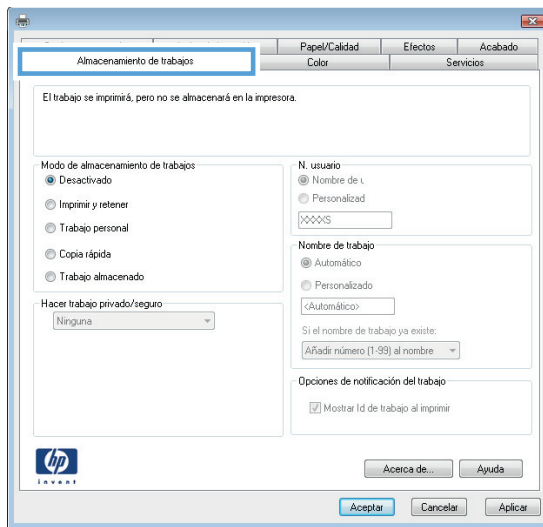 Papel/Calidad Efectos Acabado
Almacenamiento de trabajos Color Servicios
El trabajo se imprimirá, pero no se almacenará en la impresora.
Modo de almacenamiento de trabajos
Desactivado
Imprimir y retener
Trabajo personal
Copia rápida
Trabajo almacenado
Hacer trabajo privado/seguro
Ninguna
N. usuario
Nombre de u
Personalizad
XXXXS
Nombre de trabajo
Automático
Personalizado
<Automático>
Si el nombre de trabajo ya existe:
Añadir número (1-99) al nombre
Opciones de notificación del trabajo
Mostrar Id de trabajo al imprimir
hp
invent
Acerca de... Ayuda
Aceptar Cancelar Aplicar